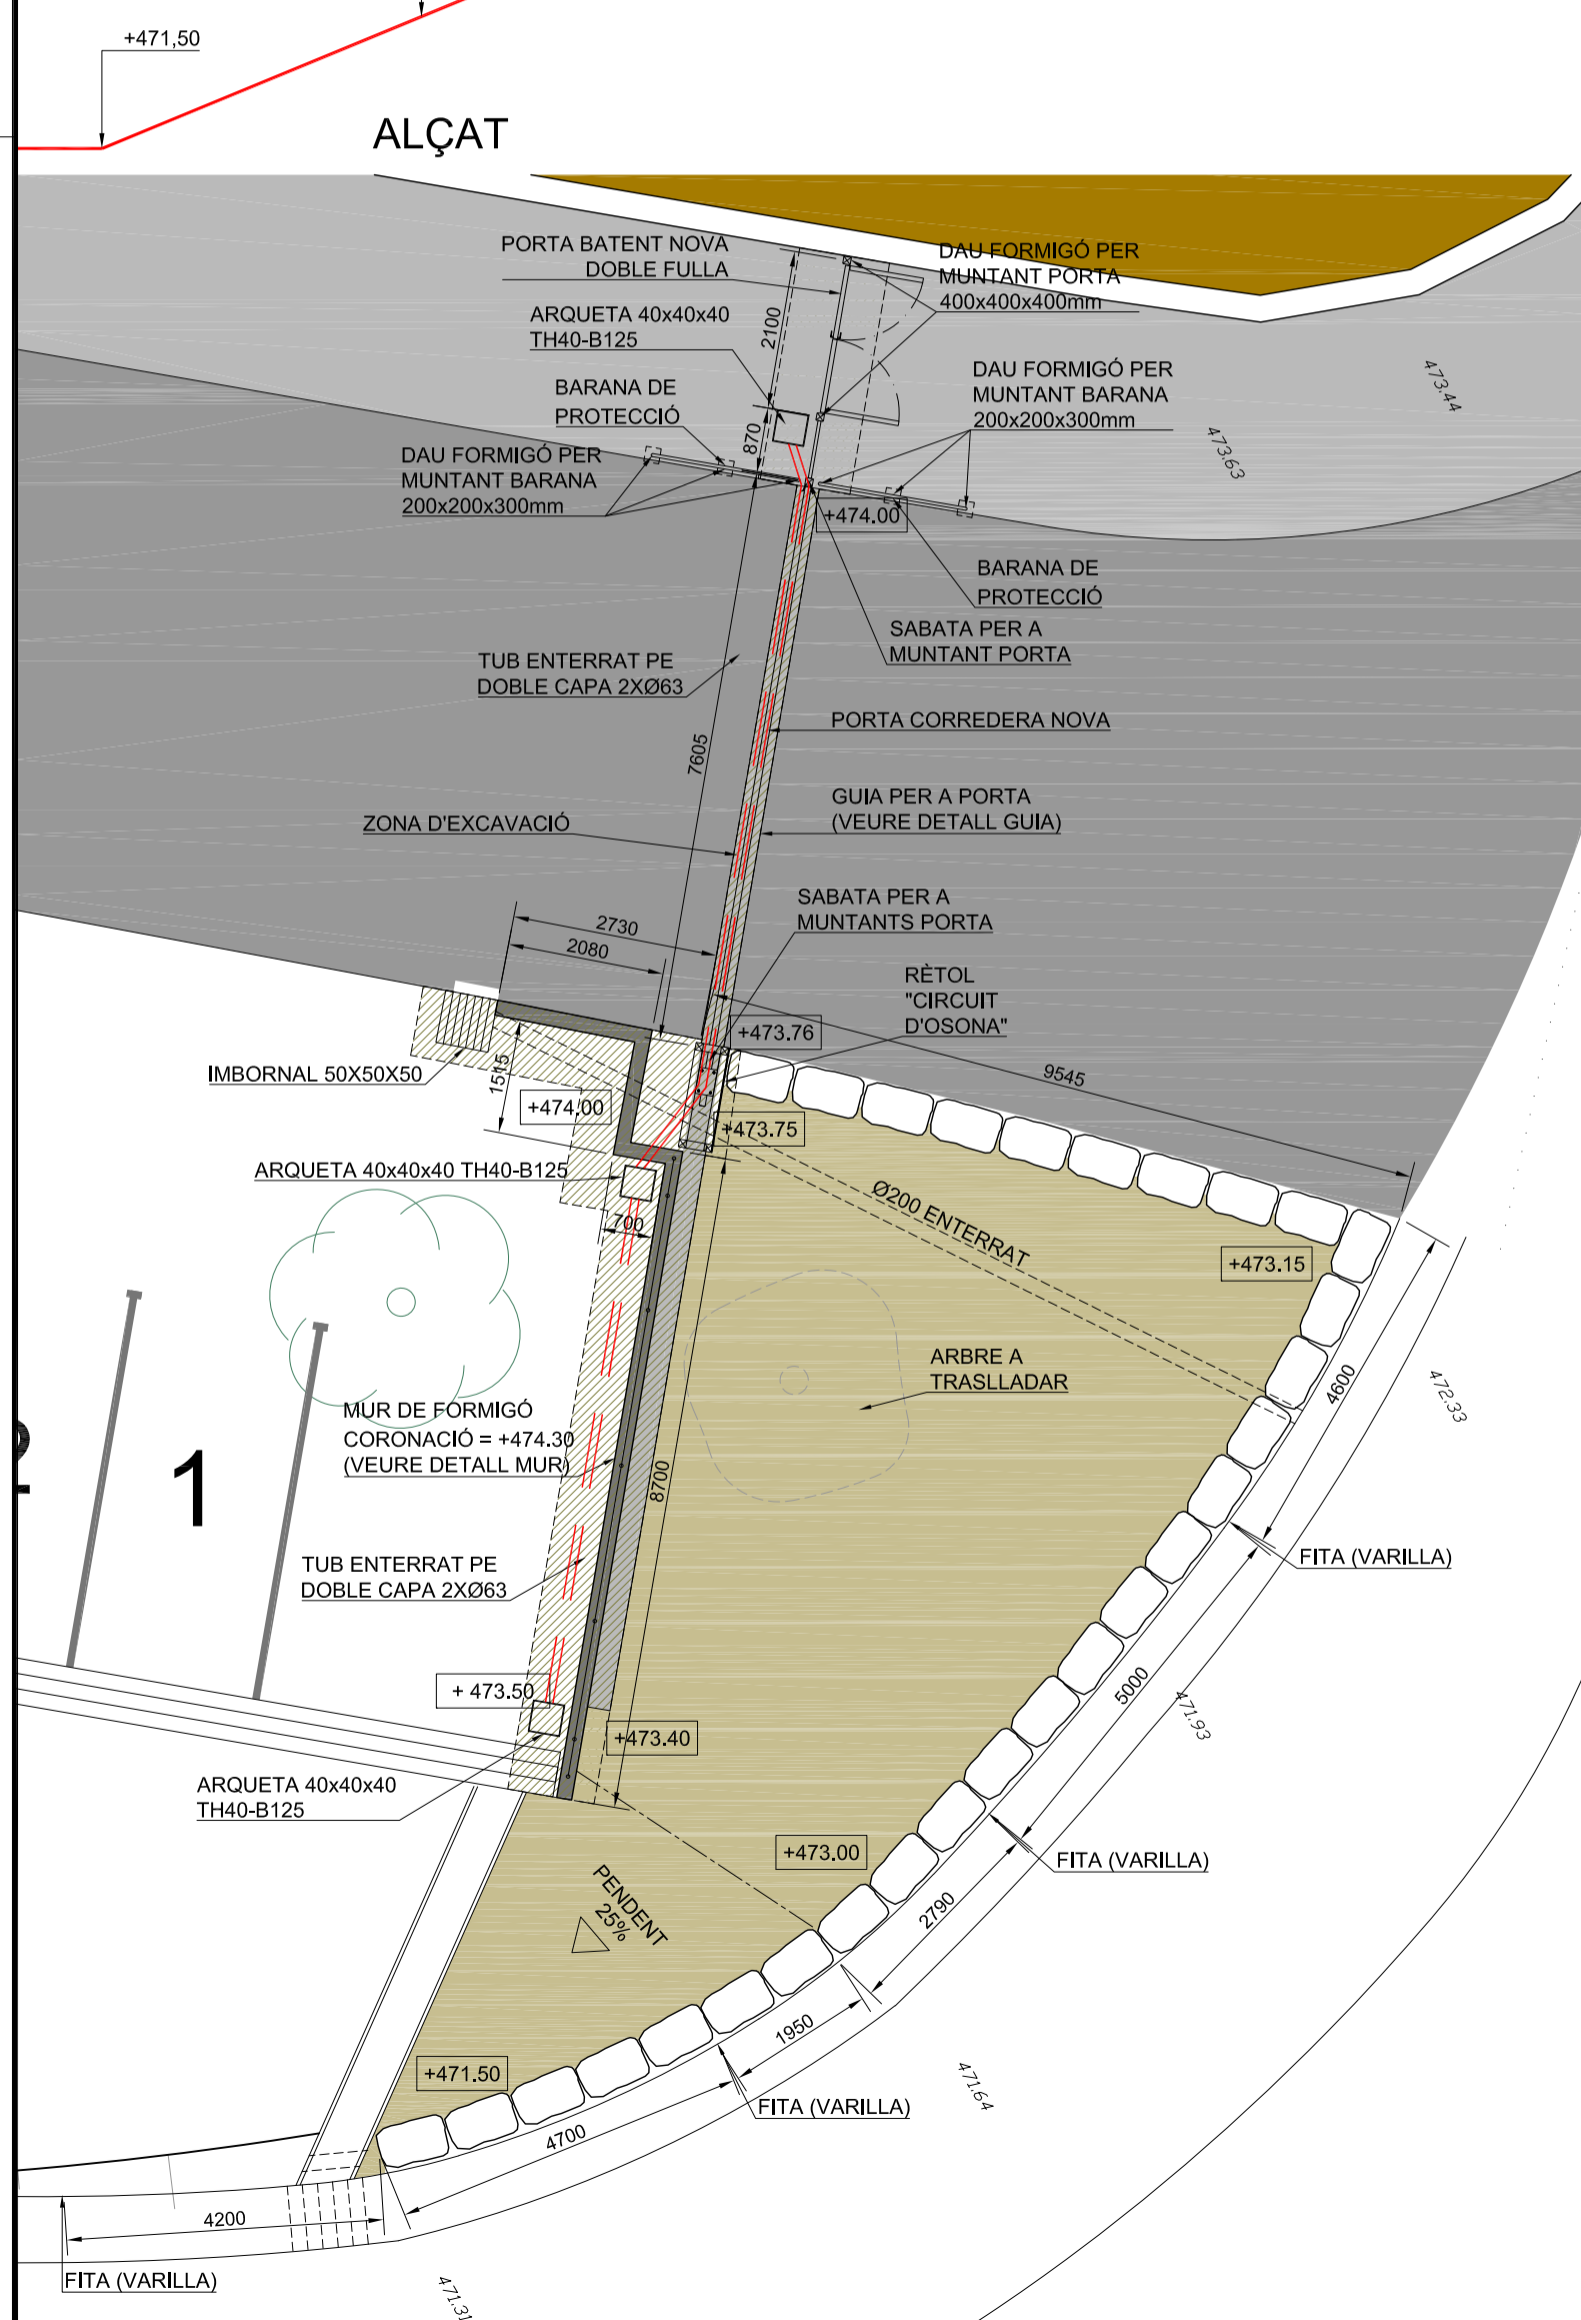 +471,50
ALÇAT
PORTA BATENT NOVA
DOBLE FULLA
DAU FORMIGÓ PER
MUNTANT PORTA
400x400x400mm
ARQUETA 40x40x40
TH40-B125
2100
BARANA DE
PROTECCIÓ
DAU FORMIGÓ PER
MUNTANT BARANA
200x200x300mm
473.44
870
473.63
DAU FORMIGÓ PER
MUNTANT BARANA
200x200x300mm
+474.00
BARANA DE
PROTECCIÓ
SABATA PER A
MUNTANT PORTA
TUB ENTERRAT PE
DOBLE CAPA 2XØ63
PORTA CORREDERA NOVA
7605
GUIA PER A PORTA
(VEURE DETALL GUIA)
ZONA D'EXCAVACIÓ
SABATA PER A
MUNTANTS PORTA
2730
2080
RÈTOL
"CIRCUIT
D'OSONA"
+473.76
IMBORNAL 50X50X50
1515
9545
+474.00
+473.75
ARQUETA 40x40x40 TH40-B125
Ø200 ENTERRAT
700
+473.15
ARBRE A
TRASLLADAR
4600
472.33
MUR DE FORMIGÓ
CORONACIÓ = +474.30
(VEURE DETALL MUR)
2
1
8700
FITA (VARILLA)
TUB ENTERRAT PE
DOBLE CAPA 2XØ63
5000
471.93
+ 473.50
+473.40
ARQUETA 40x40x40
TH40-B125
+473.00
FITA (VARILLA)
PENDENT
25%
2790
1950
+471.50
471.64
FITA (VARILLA)
4700
4200
FITA (VARILLA)
471.31